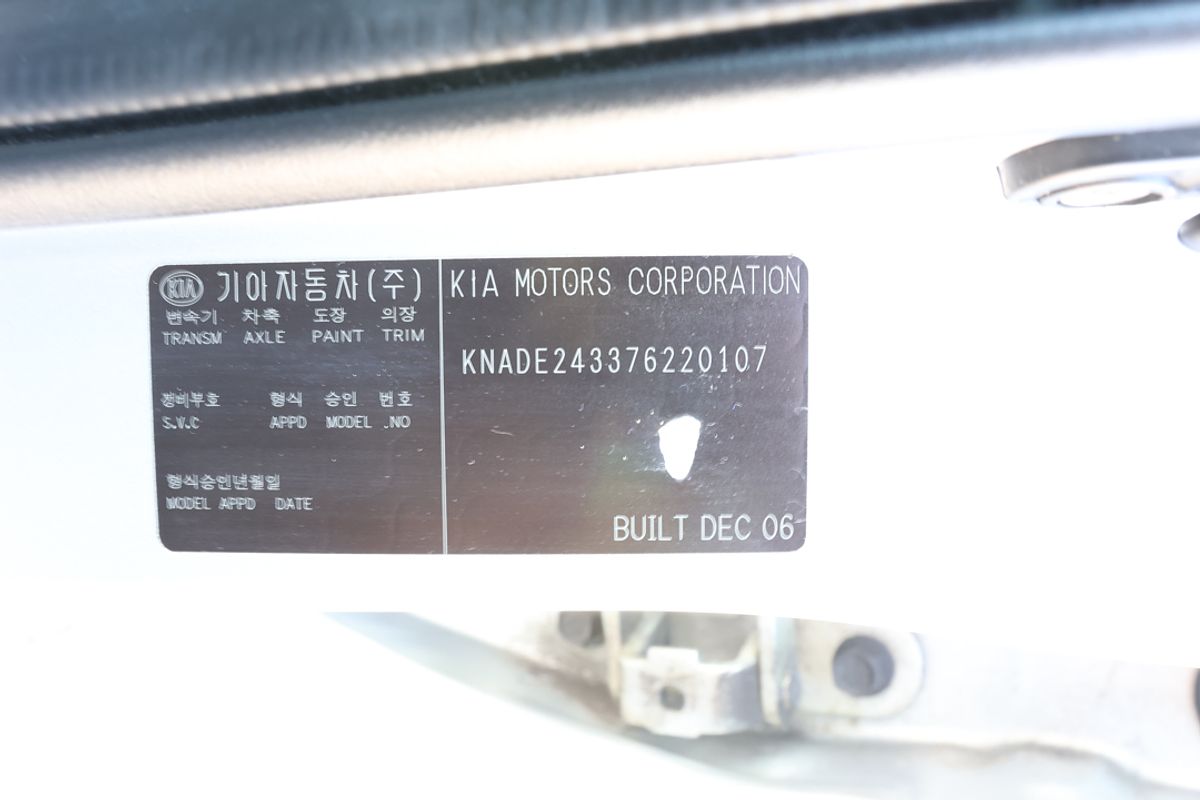 KIA 기아자동차(주)
변속기 차축 도장 의장
TRANSM AXLE PAINT TRIM
정비부호 형식 승인 번호
S.V.C APPD MODEL .NO
형식승인년월일
MODEL APPD DATE
KIA MOTORS CORPORATION
KNADE243376220107
BUILT DEC 06